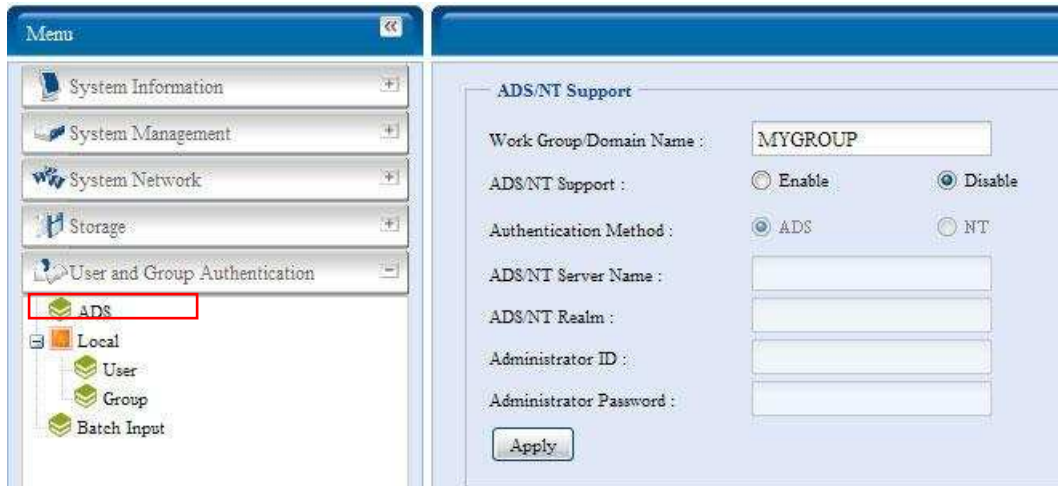 Menu
System Information
System Management
System Network
Storage
User and Group Authentication
ADS
Local
User
Group
Batch Input
ADS/NT Support
Work Group/Domain Name : MYGROUP
ADS/NT Support : Enable Disable
Authentication Method : ADS NT
ADS/NT Server Name :
ADS/NT Realm :
Administrator ID :
Administrator Password :
Apply